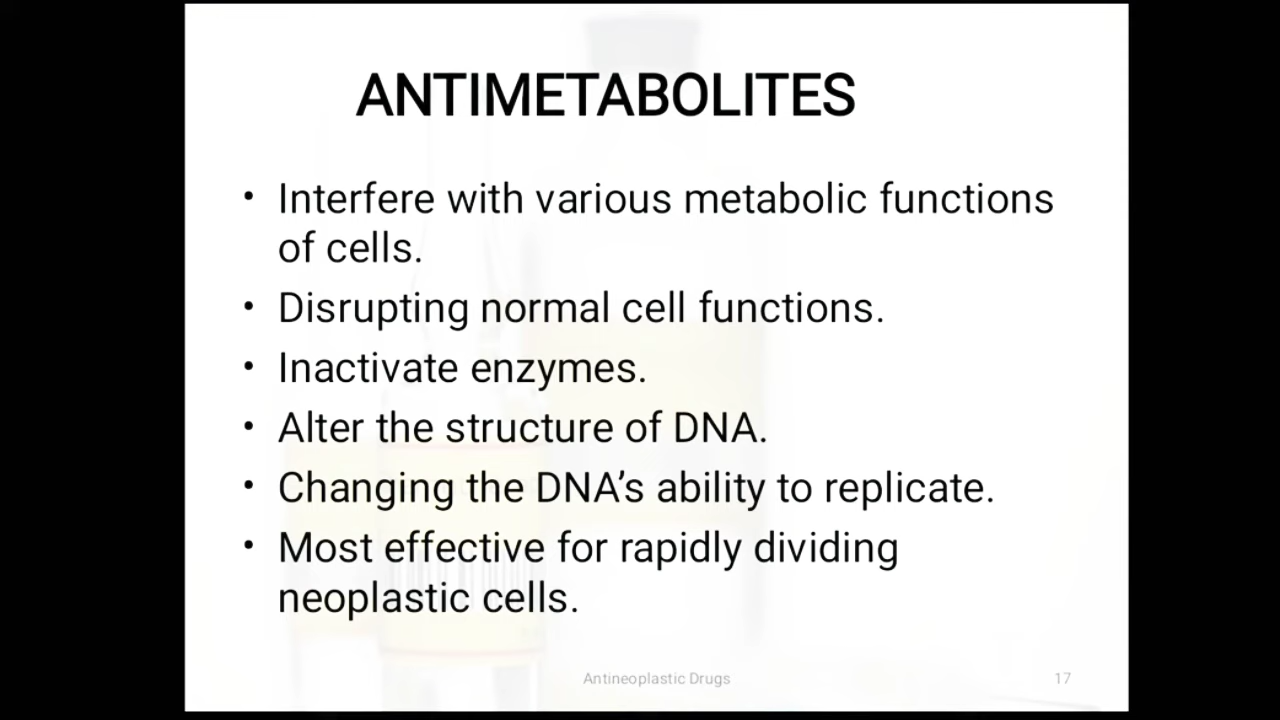 ANTIMETABOLITES
• Interfere with various metabolic functions
of cells.
• Disrupting normal cell functions.
• Inactivate enzymes.
• Alter the structure of DNA.
• Changing the DNA’s ability to replicate.
• Most effective for rapidly dividing
neoplastic cells.
Antineoplastic Drugs
17